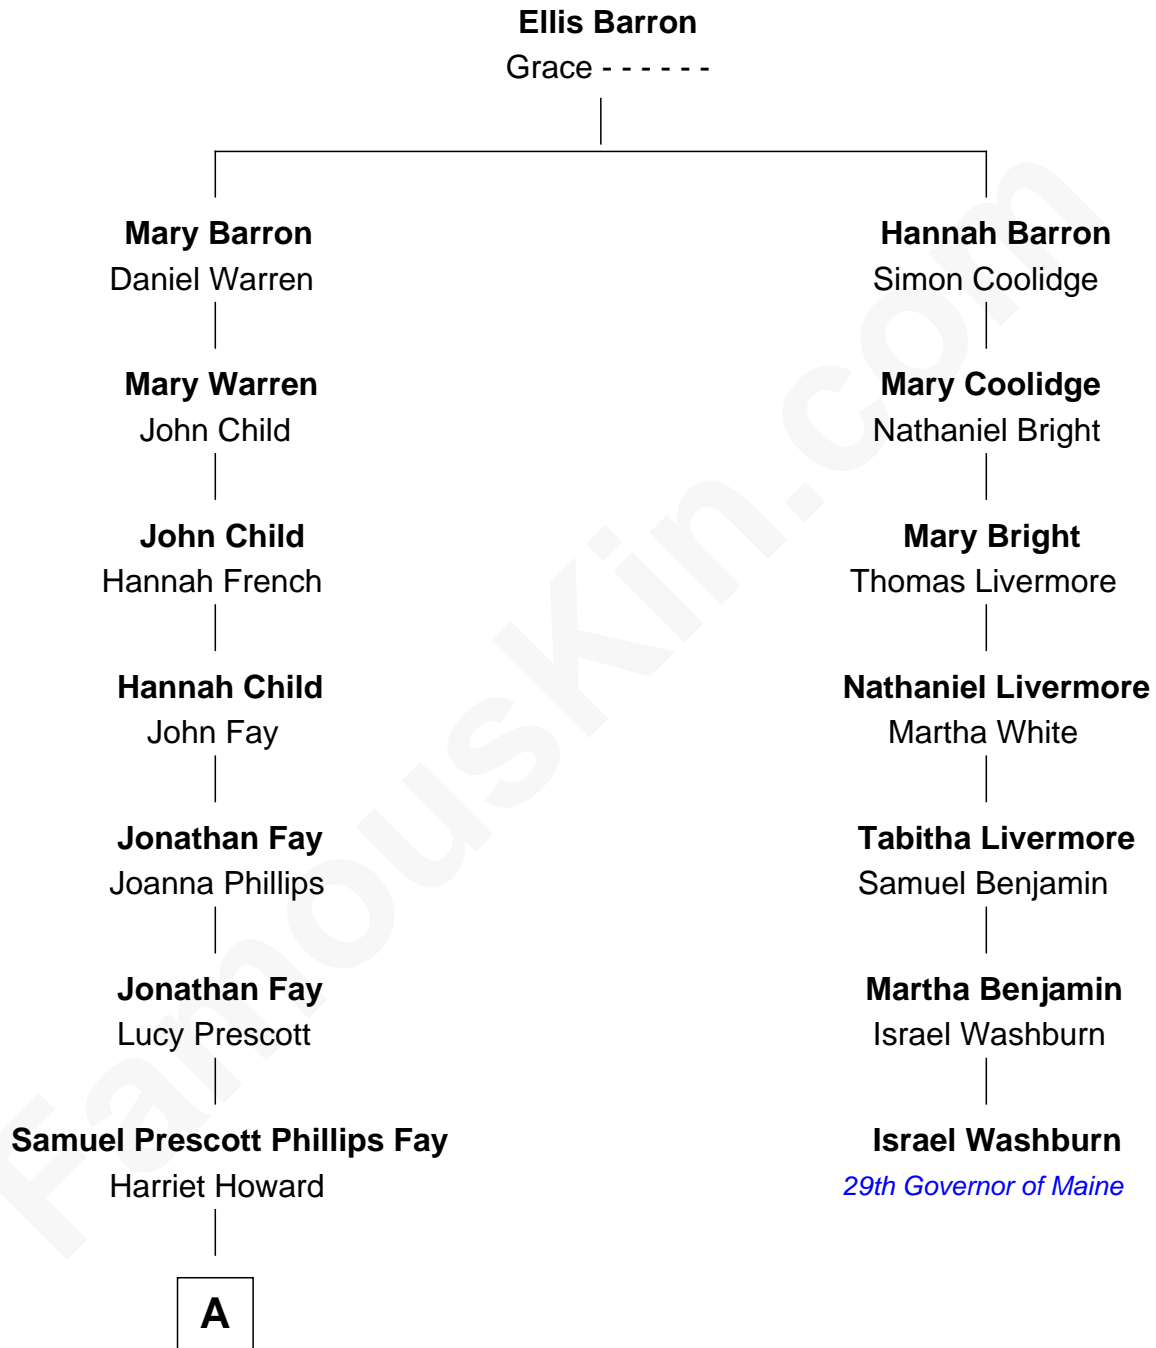 Ellis Barron
Grace - - - - - -
Mary Barron
Daniel Warren
Hannah Barron
Simon Coolidge
Mary Warren
John Child
Mary Coolidge
Nathaniel Bright
John Child
Hannah French
Mary Bright
Thomas Livermore
Hannah Child
John Fay
Nathaniel Livermore
Martha White
Jonathan Fay
Joanna Phillips
Tabitha Livermore
Samuel Benjamin
Jonathan Fay
Lucy Prescott
Martha Benjamin
Israel Washburn
Samuel Prescott Phillips Fay
Harriet Howard
Israel Washburn
29th Governor of Maine
A
FamousKin.com